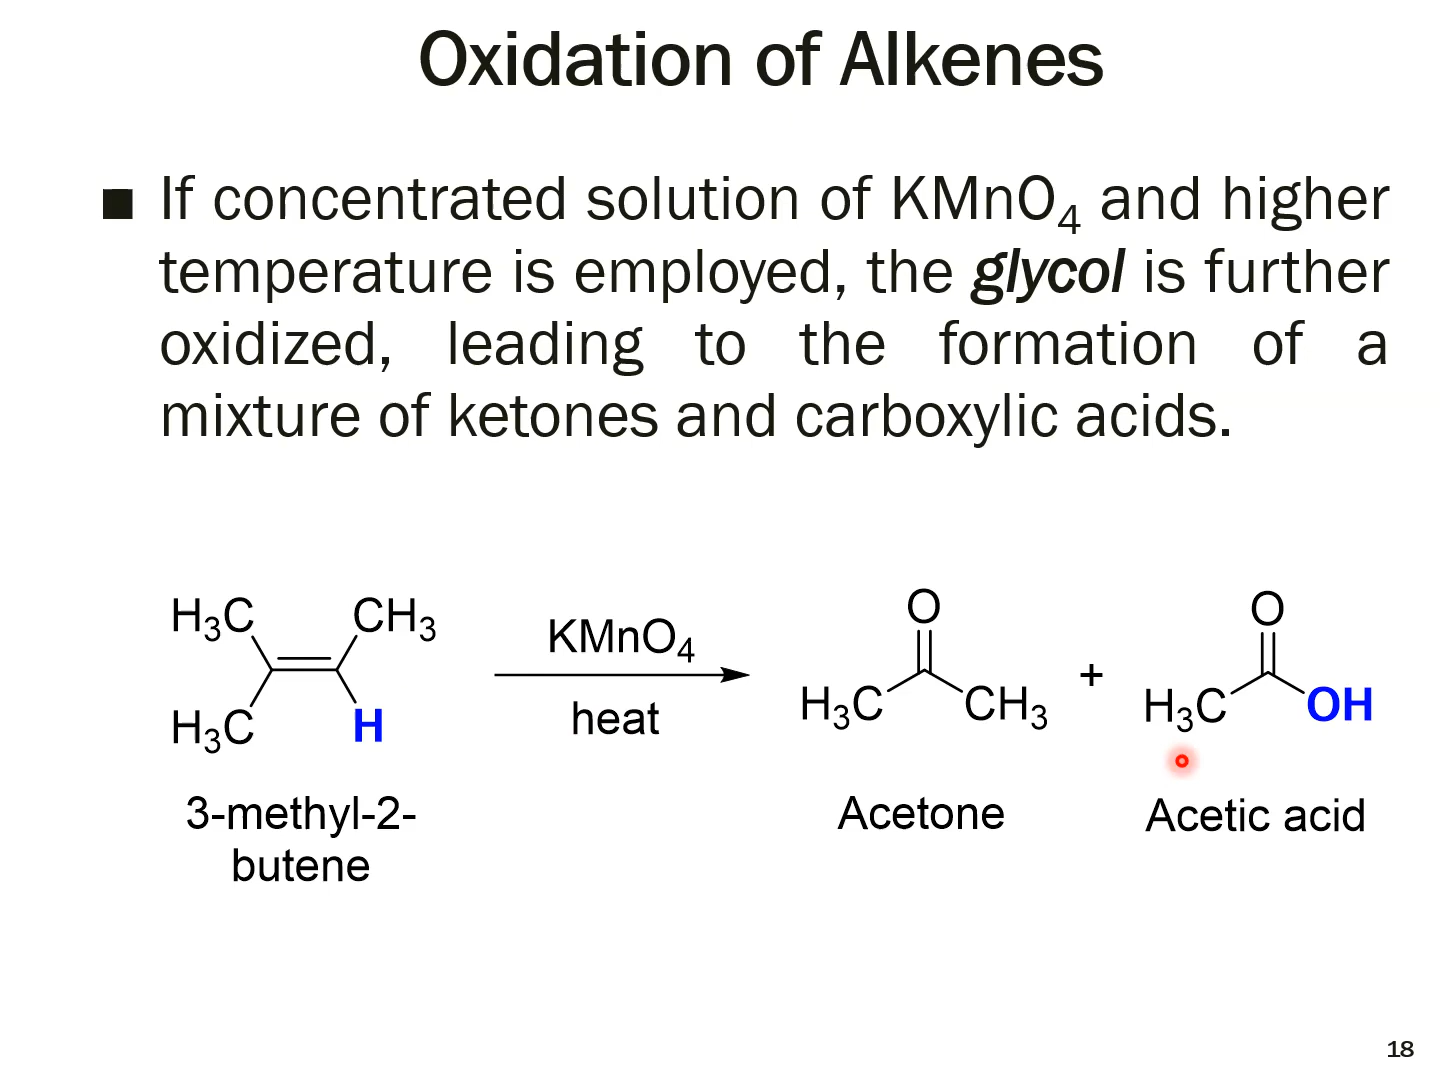 Oxidation of Alkenes
■ If concentrated solution of KMnO₄ and higher
temperature is employed, the glycol is further
oxidized, leading to the formation of a
mixture of ketones and carboxylic acids.
H₃C CH₃
H₃C H
KMnO₄
heat
O
H₃C CH₃
+
O
H₃C OH
3-methyl-2-
butene
Acetone
Acetic acid
18